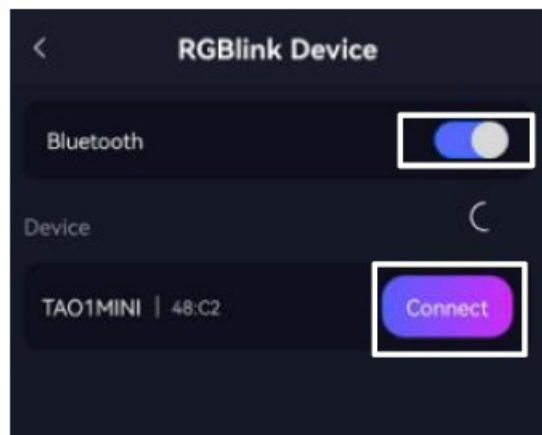 RGBlink Device
Bluetooth
Device
TAO1MINI | 48:C2
Connect